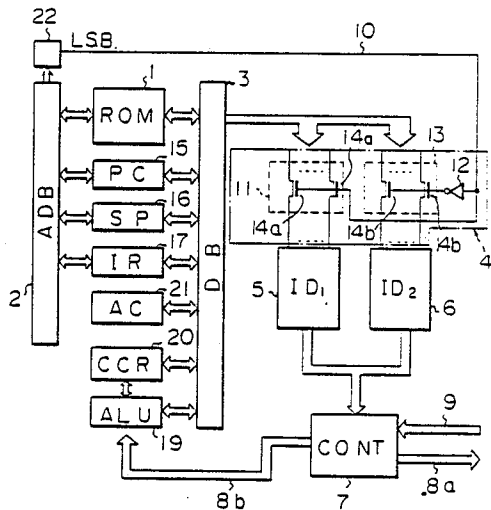 22
L.S.B.
10
1
3
ROM
14a
13
12
11
15
PC
16
SP
14a
14b
14b
17
IR
4
ADB
DB
21
AC
2
5
ID₁
ID₂
6
20
CCR
ALU
19
9
CONT
8b
7
8a